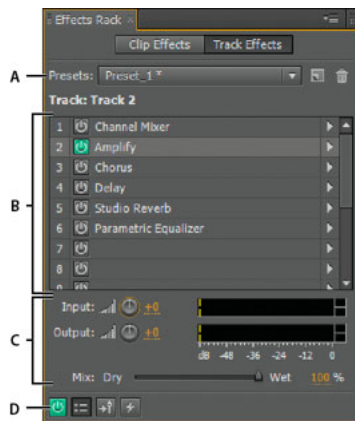 Effects Rack ×
Clip Effects Track Effects
A Presets: Preset_1 *
Track: Track 2
B
1 Channel Mixer
2 Amplify
3 Chorus
4 Delay
5 Studio Reverb
6 Parametric Equalizer
7
8
9
C
Input: +0
Output: +0
dB -48 -36 -24 -12 0
Mix: Dry Wet 100 %
D